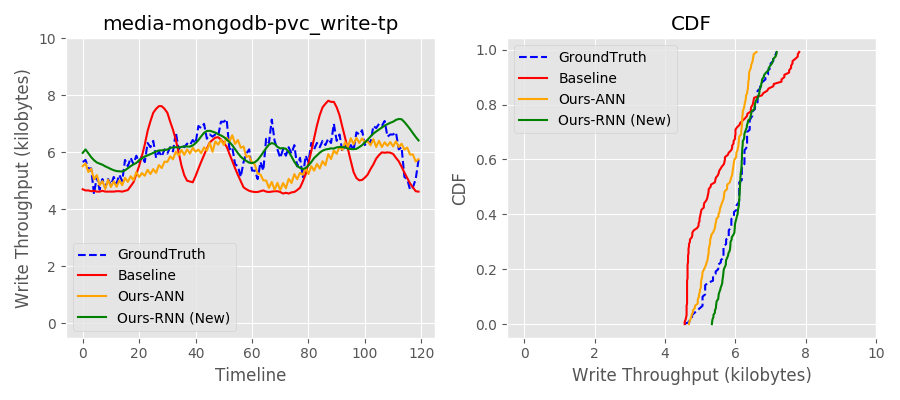 media-mongodb-pvc_write-tp
Write Throughput (kilobytes)
10
8
6
4
2
0
GroundTruth
Baseline
Ours-ANN
Ours-RNN (New)
0 20 40 60 80 100 120
Timeline
CDF
CDF
1.0
0.8
0.6
0.4
0.2
0.0
GroundTruth
Baseline
Ours-ANN
Ours-RNN (New)
0 2 4 6 8 10
Write Throughput (kilobytes)